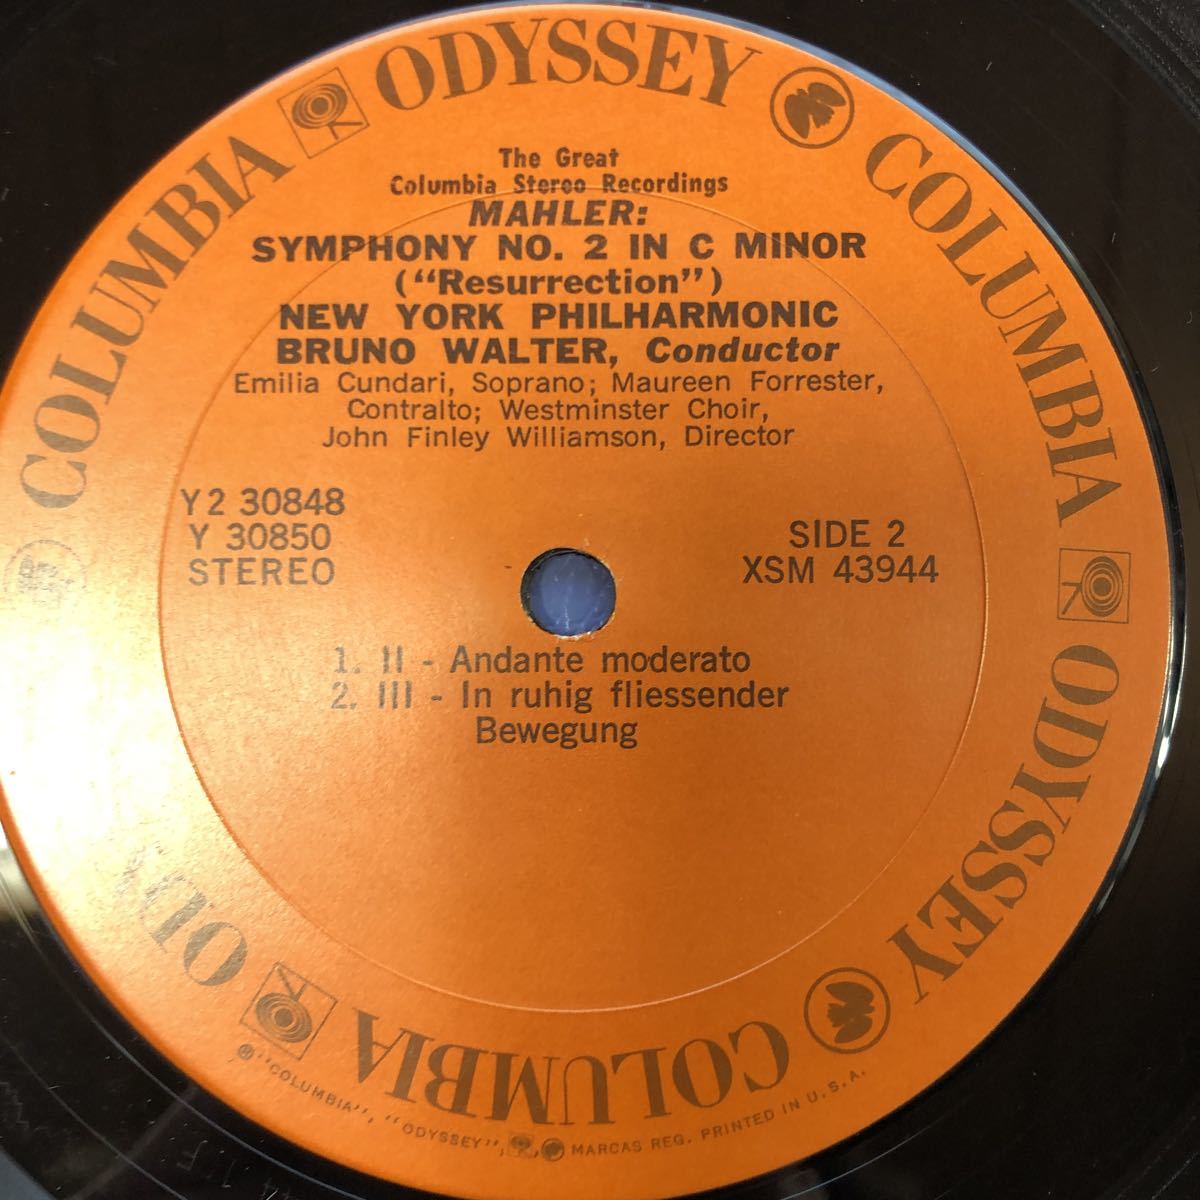 COLUMBIA ODYSSEY COLUMBIA ODYSSEY COLUMBIA
The Great
Columbia Stereo Recordings
MAHLER:
SYMPHONY NO. 2 IN C MINOR
("Resurrection")
NEW YORK PHILHARMONIC
BRUNO WALTER, Conductor
Emilia Cundari, Soprano; Maureen Forrester,
Contralto; Westminster Choir,
John Finley Williamson, Director
Y2 30848
Y 30850
STEREO
SIDE 2
XSM 43944
1. II - Andante moderato
2. III - In ruhig fliessender
Bewegung
® "COLUMBIA", "ODYSSEY", MARCAS REG. PRINTED IN U.S.A.